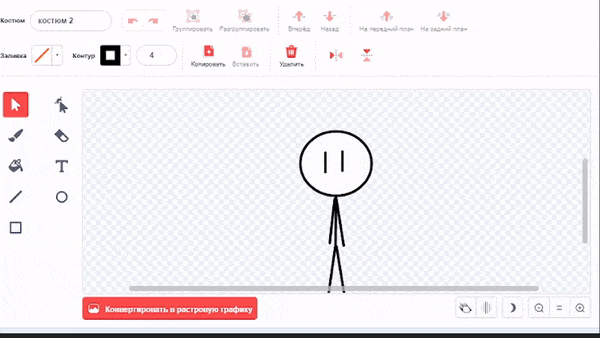 Костюм костюм 2 Группировать Разгруппировать Вперёд Назад На передний план На задний план
Заливка Контур 4 Копировать Вставить Удалить
T
Конвертировать в растровую графику